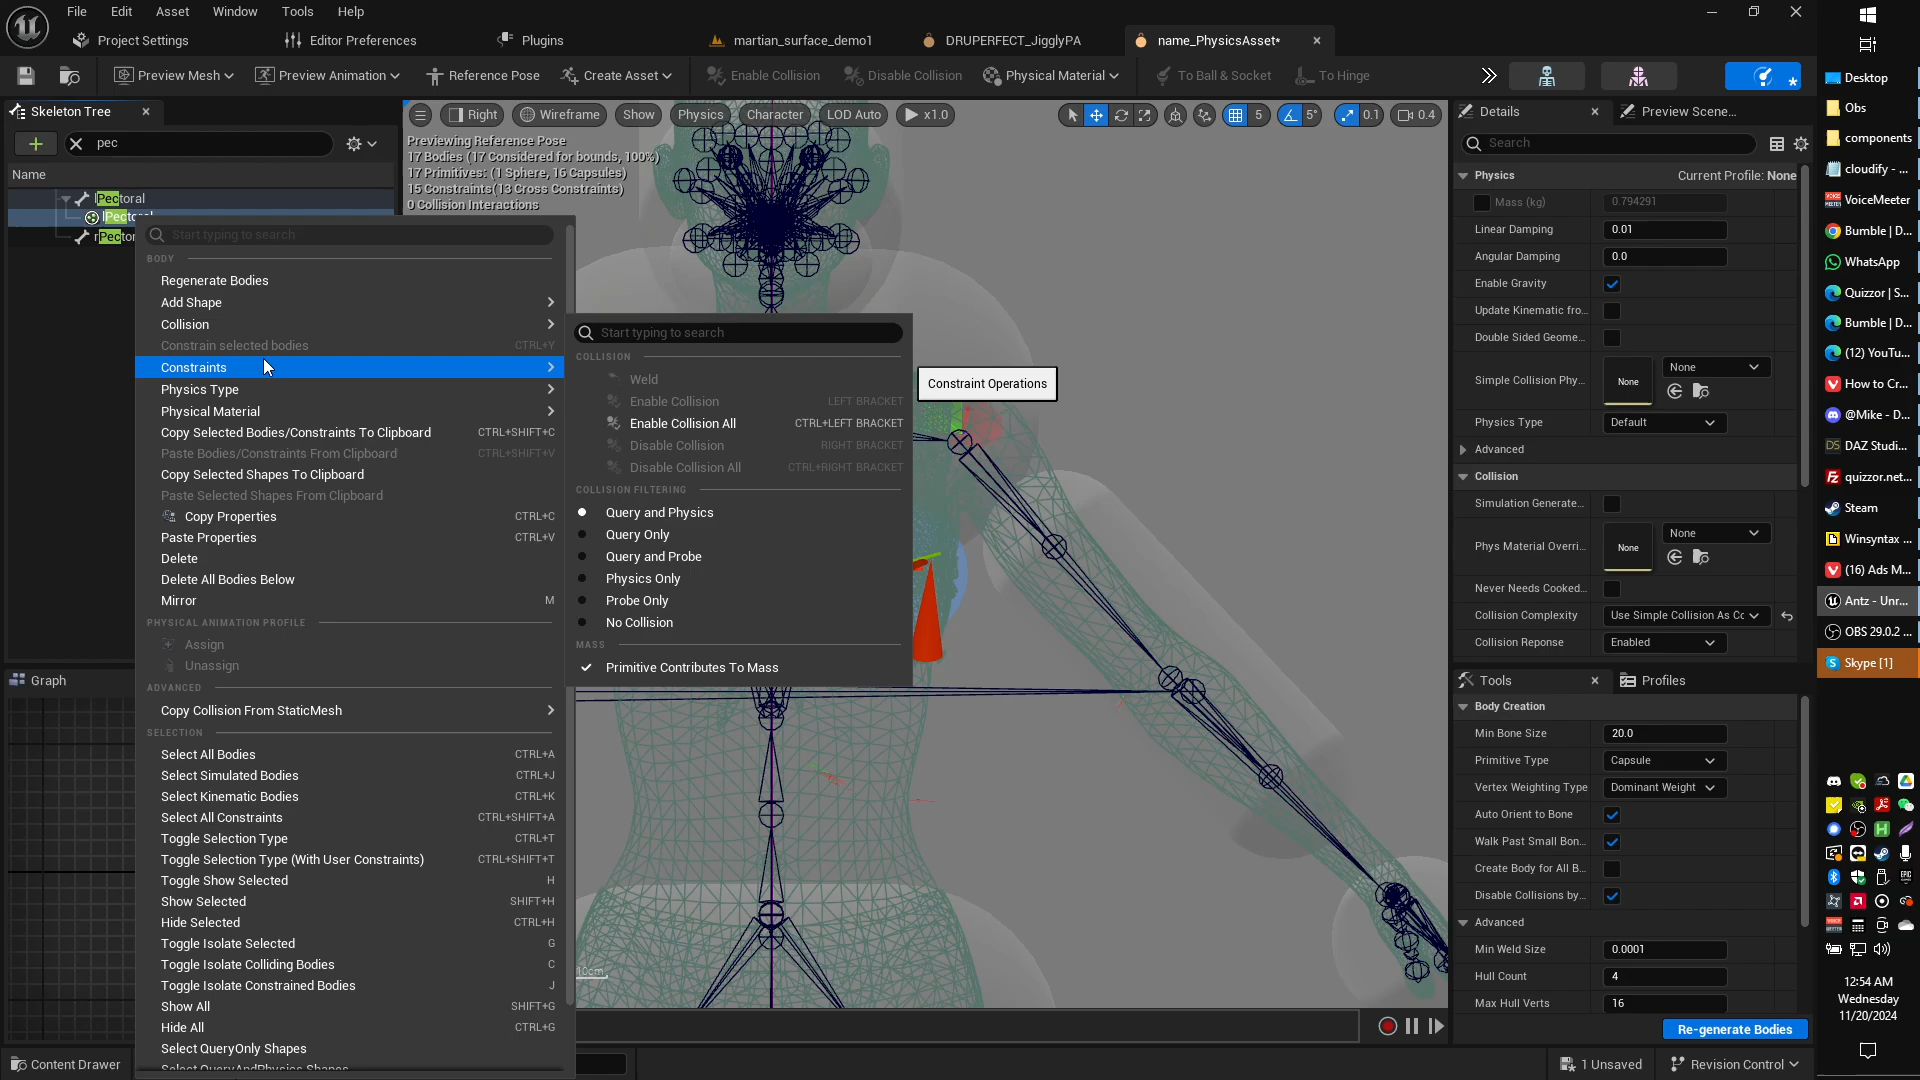 File Edit Asset Window Tools Help
Project Settings
Editor Preferences
Plugins
martian_surface_demo1
DRUPERFECT_JigglyPA
name_PhysicsAsset*
Preview Mesh
Preview Animation
Reference Pose
Create Asset
Enable Collision
Disable Collision
Physical Material
To Ball & Socket
To Hinge
Skeleton Tree
pec
Name
lPectoral
lPectoral
Right
Wireframe
Show
Physics
Character
LOD Auto
x1.0
5
5°
0.1
0.4
Previewing Reference Pose
17 Bodies (17 Considered for bounds, 100%)
17 Primitives: (1 Sphere, 16 Capsules)
15 Constraints(13 Cross Constraints)
0 Collision Interactions
Start typing to search
BODY
Regenerate Bodies
Add Shape
Collision
Constrain selected bodies CTRL+Y
Constraints
Physics Type
Physical Material
Copy Selected Bodies/Constraints To Clipboard CTRL+SHIFT+C
Paste Bodies/Constraints From Clipboard CTRL+SHIFT+V
Copy Selected Shapes To Clipboard
Paste Selected Shapes From Clipboard
Copy Properties CTRL+C
Paste Properties CTRL+V
Delete
Delete All Bodies Below
Mirror M
PHYSICAL ANIMATION PROFILE
Assign
Unassign
ADVANCED
Copy Collision From StaticMesh
SELECTION
Select All Bodies CTRL+A
Select Simulated Bodies CTRL+J
Select Kinematic Bodies CTRL+K
Select All Constraints CTRL+SHIFT+A
Toggle Selection Type CTRL+T
Toggle Selection Type (With User Constraints) CTRL+SHIFT+T
Toggle Show Selected H
Show Selected SHIFT+H
Hide Selected CTRL+H
Toggle Isolate Selected G
Toggle Isolate Colliding Bodies C
Toggle Isolate Constrained Bodies J
Show All SHIFT+G
Hide All CTRL+G
Select QueryOnly Shapes
Select QueryAndPhysics Shapes
Start typing to search
COLLISION
Weld
Enable Collision LEFT BRACKET
Enable Collision All CTRL+LEFT BRACKET
Disable Collision RIGHT BRACKET
Disable Collision All CTRL+RIGHT BRACKET
COLLISION FILTERING
Query and Physics
Query Only
Query and Probe
Physics Only
Probe Only
No Collision
MASS
Primitive Contributes To Mass
Constraint Operations
10cm
Graph
Content Drawer
Details
Preview Scene...
Search
Physics Current Profile: None
Mass (kg) 0.794291
Linear Damping 0.01
Angular Damping 0.0
Enable Gravity
Update Kinematic fro...
Double Sided Geome...
Simple Collision Phy... None None
Physics Type Default
Advanced
Collision
Simulation Generate...
Phys Material Overri... None None
Never Needs Cooked...
Collision Complexity Use Simple Collision As Cc
Collision Reponse Enabled
Tools
Profiles
Body Creation
Min Bone Size 20.0
Primitive Type Capsule
Vertex Weighting Type Dominant Weight
Auto Orient to Bone
Walk Past Small Bon...
Create Body for All B...
Disable Collisions by...
Advanced
Min Weld Size 0.0001
Hull Count 4
Max Hull Verts 16
Re-generate Bodies
1 Unsaved
Revision Control
Desktop
Obs
components
cloudify - ...
VoiceMeeter
Bumble | D...
WhatsApp
Quizzor | S...
Bumble | D...
(12) YouTu...
How to Cr...
@Mike - D...
DAZ Studi...
quizzor.net...
Steam
Winsyntax ...
(16) Ads M...
Antz - Unr...
OBS 29.0.2 ...
Skype [1]
12:54 AM
Wednesday
11/20/2024